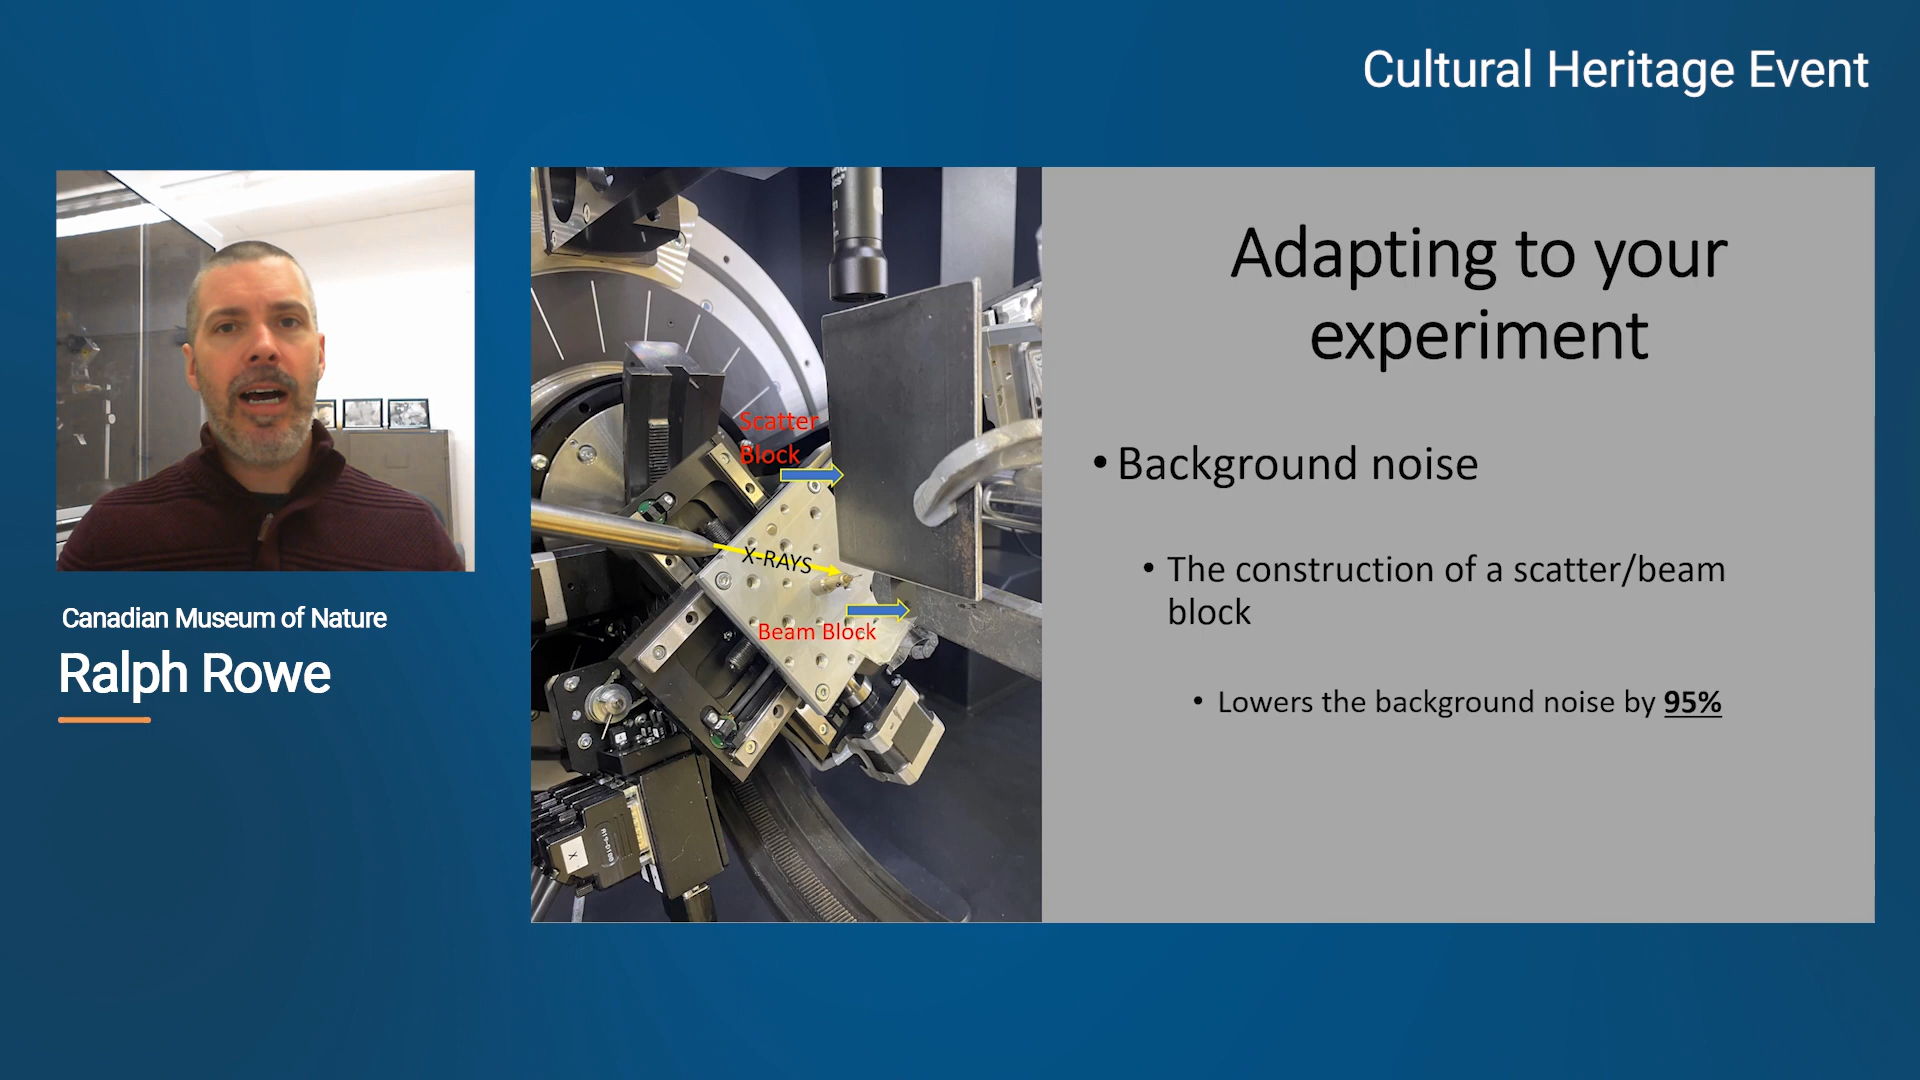 Cultural Heritage Event
Canadian Museum of Nature
Ralph Rowe
Scatter
Block
X-RAYS
Beam Block
X
Adapting to your
experiment
• Background noise
• The construction of a scatter/beam
block
• Lowers the background noise by 95%